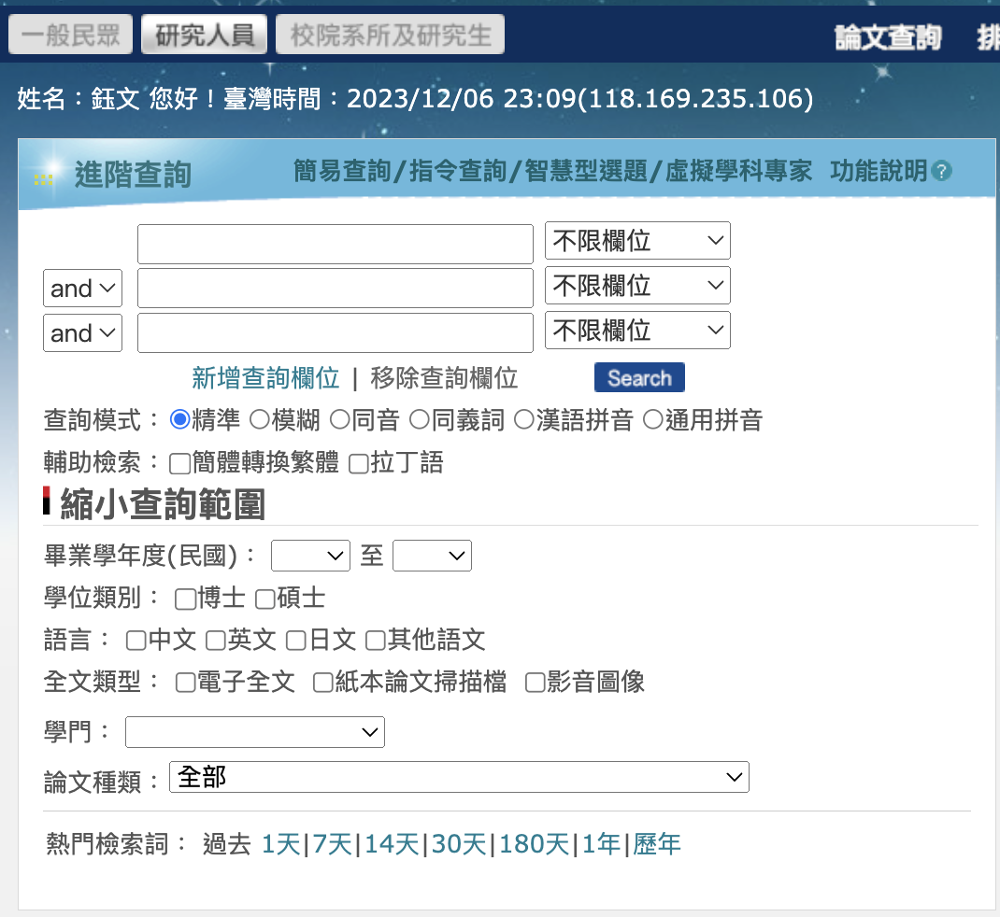 一般民眾 研究人員 校院系所及研究生 論文查詢 排
姓名：鈺文 您好！臺灣時間：2023/12/06 23:09(118.169.235.106)
進階查詢 簡易查詢/指令查詢/智慧型選題/虛擬學科專家 功能說明?
不限欄位
and 不限欄位
and 不限欄位
新增查詢欄位 | 移除查詢欄位 Search
查詢模式： 精準 模糊 同音 同義詞 漢語拼音 通用拼音
輔助檢索： 簡體轉換繁體 拉丁語
縮小查詢範圍
畢業學年度(民國)： 至
學位類別： 博士 碩士
語言： 中文 英文 日文 其他語文
全文類型： 電子全文 紙本論文掃描檔 影音圖像
學門：
論文種類： 全部
熱門檢索詞： 過去 1天|7天|14天|30天|180天|1年|歷年